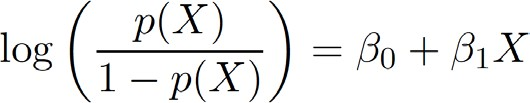 log ( p(X) / 1 − p(X) ) = β₀ + β₁X